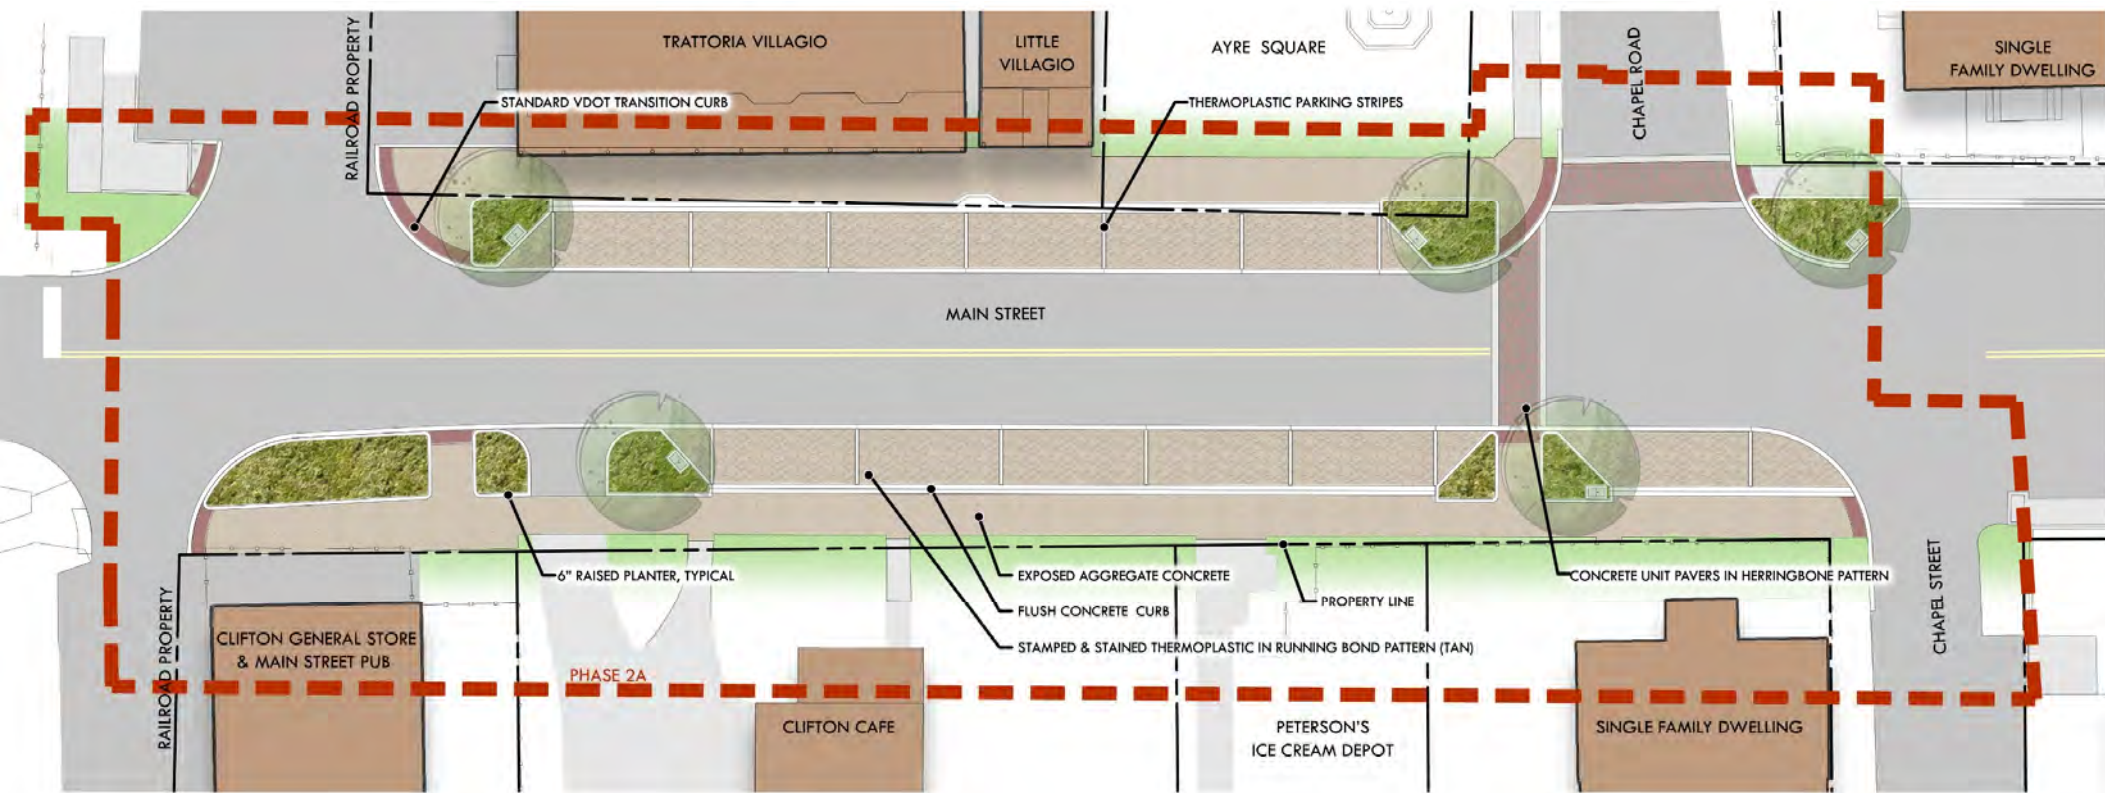 RAILROAD PROPERTY
TRATTORIA VILLAGIO
LITTLE
VILLAGIO
AYRE SQUARE
CHAPEL ROAD
SINGLE
FAMILY DWELLING
STANDARD VDOT TRANSITION CURB
THERMOPLASTIC PARKING STRIPES
MAIN STREET
6" RAISED PLANTER, TYPICAL
EXPOSED AGGREGATE CONCRETE
CONCRETE UNIT PAVERS IN HERRINGBONE PATTERN
PROPERTY LINE
FLUSH CONCRETE CURB
STAMPED & STAINED THERMOPLASTIC IN RUNNING BOND PATTERN (TAN)
RAILROAD PROPERTY
CLIFTON GENERAL STORE
& MAIN STREET PUB
PHASE 2A
CLIFTON CAFE
PETERSON'S
ICE CREAM DEPOT
SINGLE FAMILY DWELLING
CHAPEL STREET